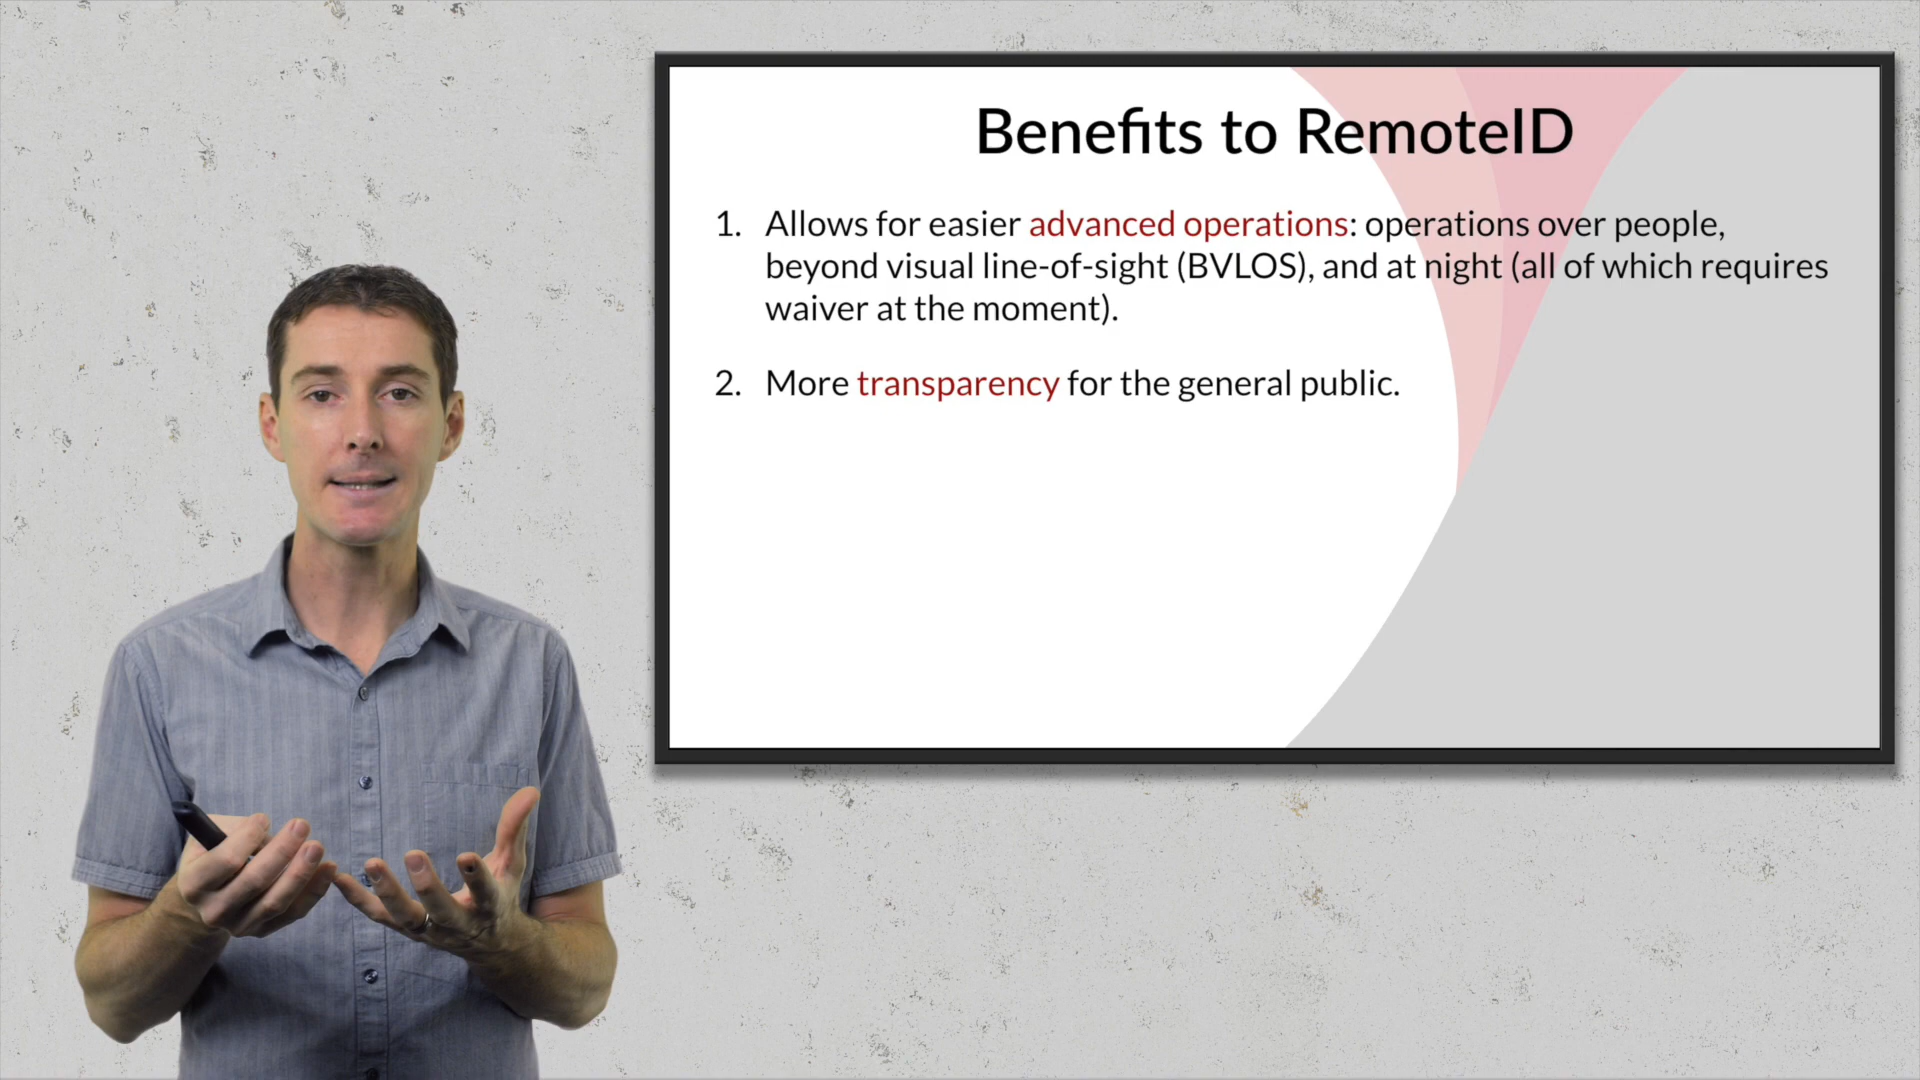 Benefits to RemoteID
1. Allows for easier advanced operations: operations over people,
beyond visual line-of-sight (BVLOS), and at night (all of which requires
waiver at the moment).
2. More transparency for the general public.